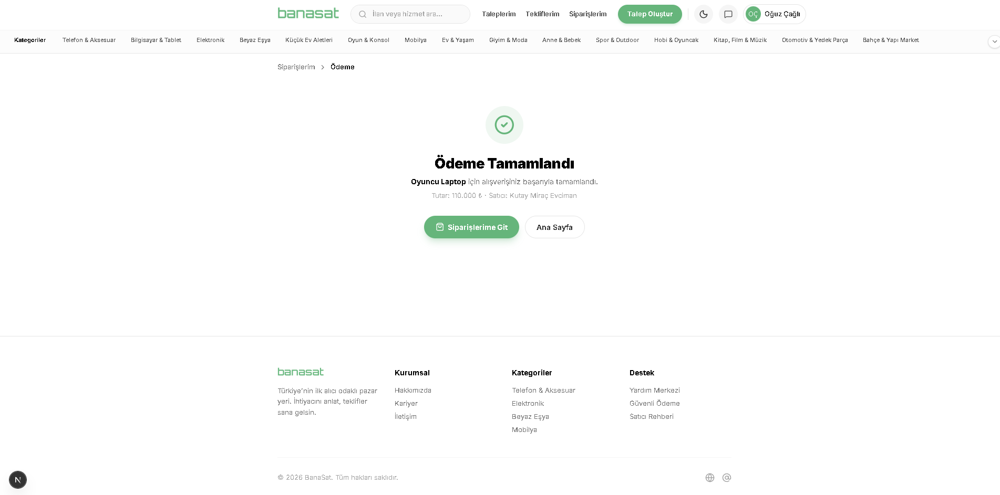 banasat
İlan veya hizmet ara...
Taleplerim
Tekliflerim
Siparişlerim
Talep Oluştur
OÇ
Oğuz Çağlı
Kategoriler
Telefon & Aksesuar
Bilgisayar & Tablet
Elektronik
Beyaz Eşya
Küçük Ev Aletleri
Oyun & Konsol
Mobilya
Ev & Yaşam
Giyim & Moda
Anne & Bebek
Spor & Outdoor
Hobi & Oyuncak
Kitap, Film & Müzik
Otomotiv & Yedek Parça
Bahçe & Yapı Market
Siparişlerim > Ödeme
Ödeme Tamamlandı
Oyuncu Laptop için alışverişiniz başarıyla tamamlandı.
Tutar: 110.000 ₺ · Satıcı: Kutay Miraç Evciman
Siparişlerime Git
Ana Sayfa
banasat
Türkiye'nin ilk alıcı odaklı pazar
yeri. İhtiyacını anlat, teklifler
sana gelsin.
Kurumsal
Hakkımızda
Kariyer
İletişim
Kategoriler
Telefon & Aksesuar
Elektronik
Beyaz Eşya
Mobilya
Destek
Yardım Merkezi
Güvenli Ödeme
Satıcı Rehberi
© 2026 BanaSat. Tüm hakları saklıdır.
N